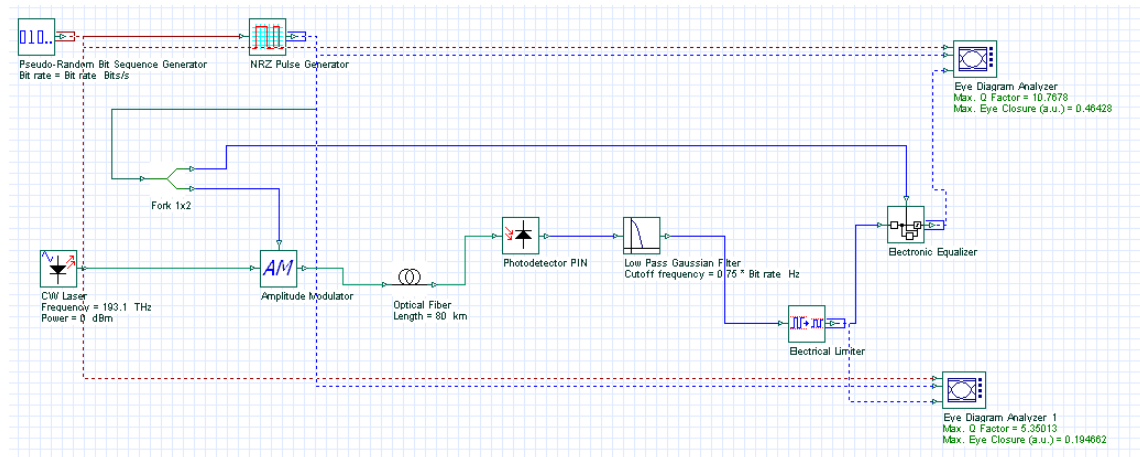 010..
Pseudo-Random Bit Sequence Generator
Bit rate = Bit rate Bits/s
NRZ Pulse Generator
Eye Diagram Analyzer
Max. Q Factor = 10.7678
Max. Eye Closure (a.u.) = 0.46428
Fork 1x2
Electronic Equalizer
Photodetector PIN
Low Pass Gaussian Filter
Cutoff frequency = 0.75 * Bit rate Hz
AM
CW Laser
Frequency = 193.1 THz
Power = 0 dBm
Amplitude Modulator
Optical Fiber
Length = 80 km
Electrical Limiter
Eye Diagram Analyzer 1
Max. Q Factor = 5.35013
Max. Eye Closure (a.u.) = 0.194662